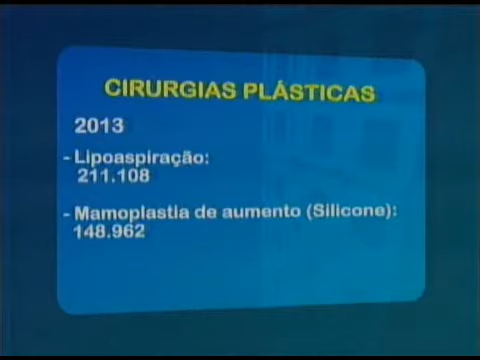 CIRURGIAS PLÁSTICAS
2013
- Lipoaspiração:
211.108
- Mamoplastia de aumento (Silicone):
148.962